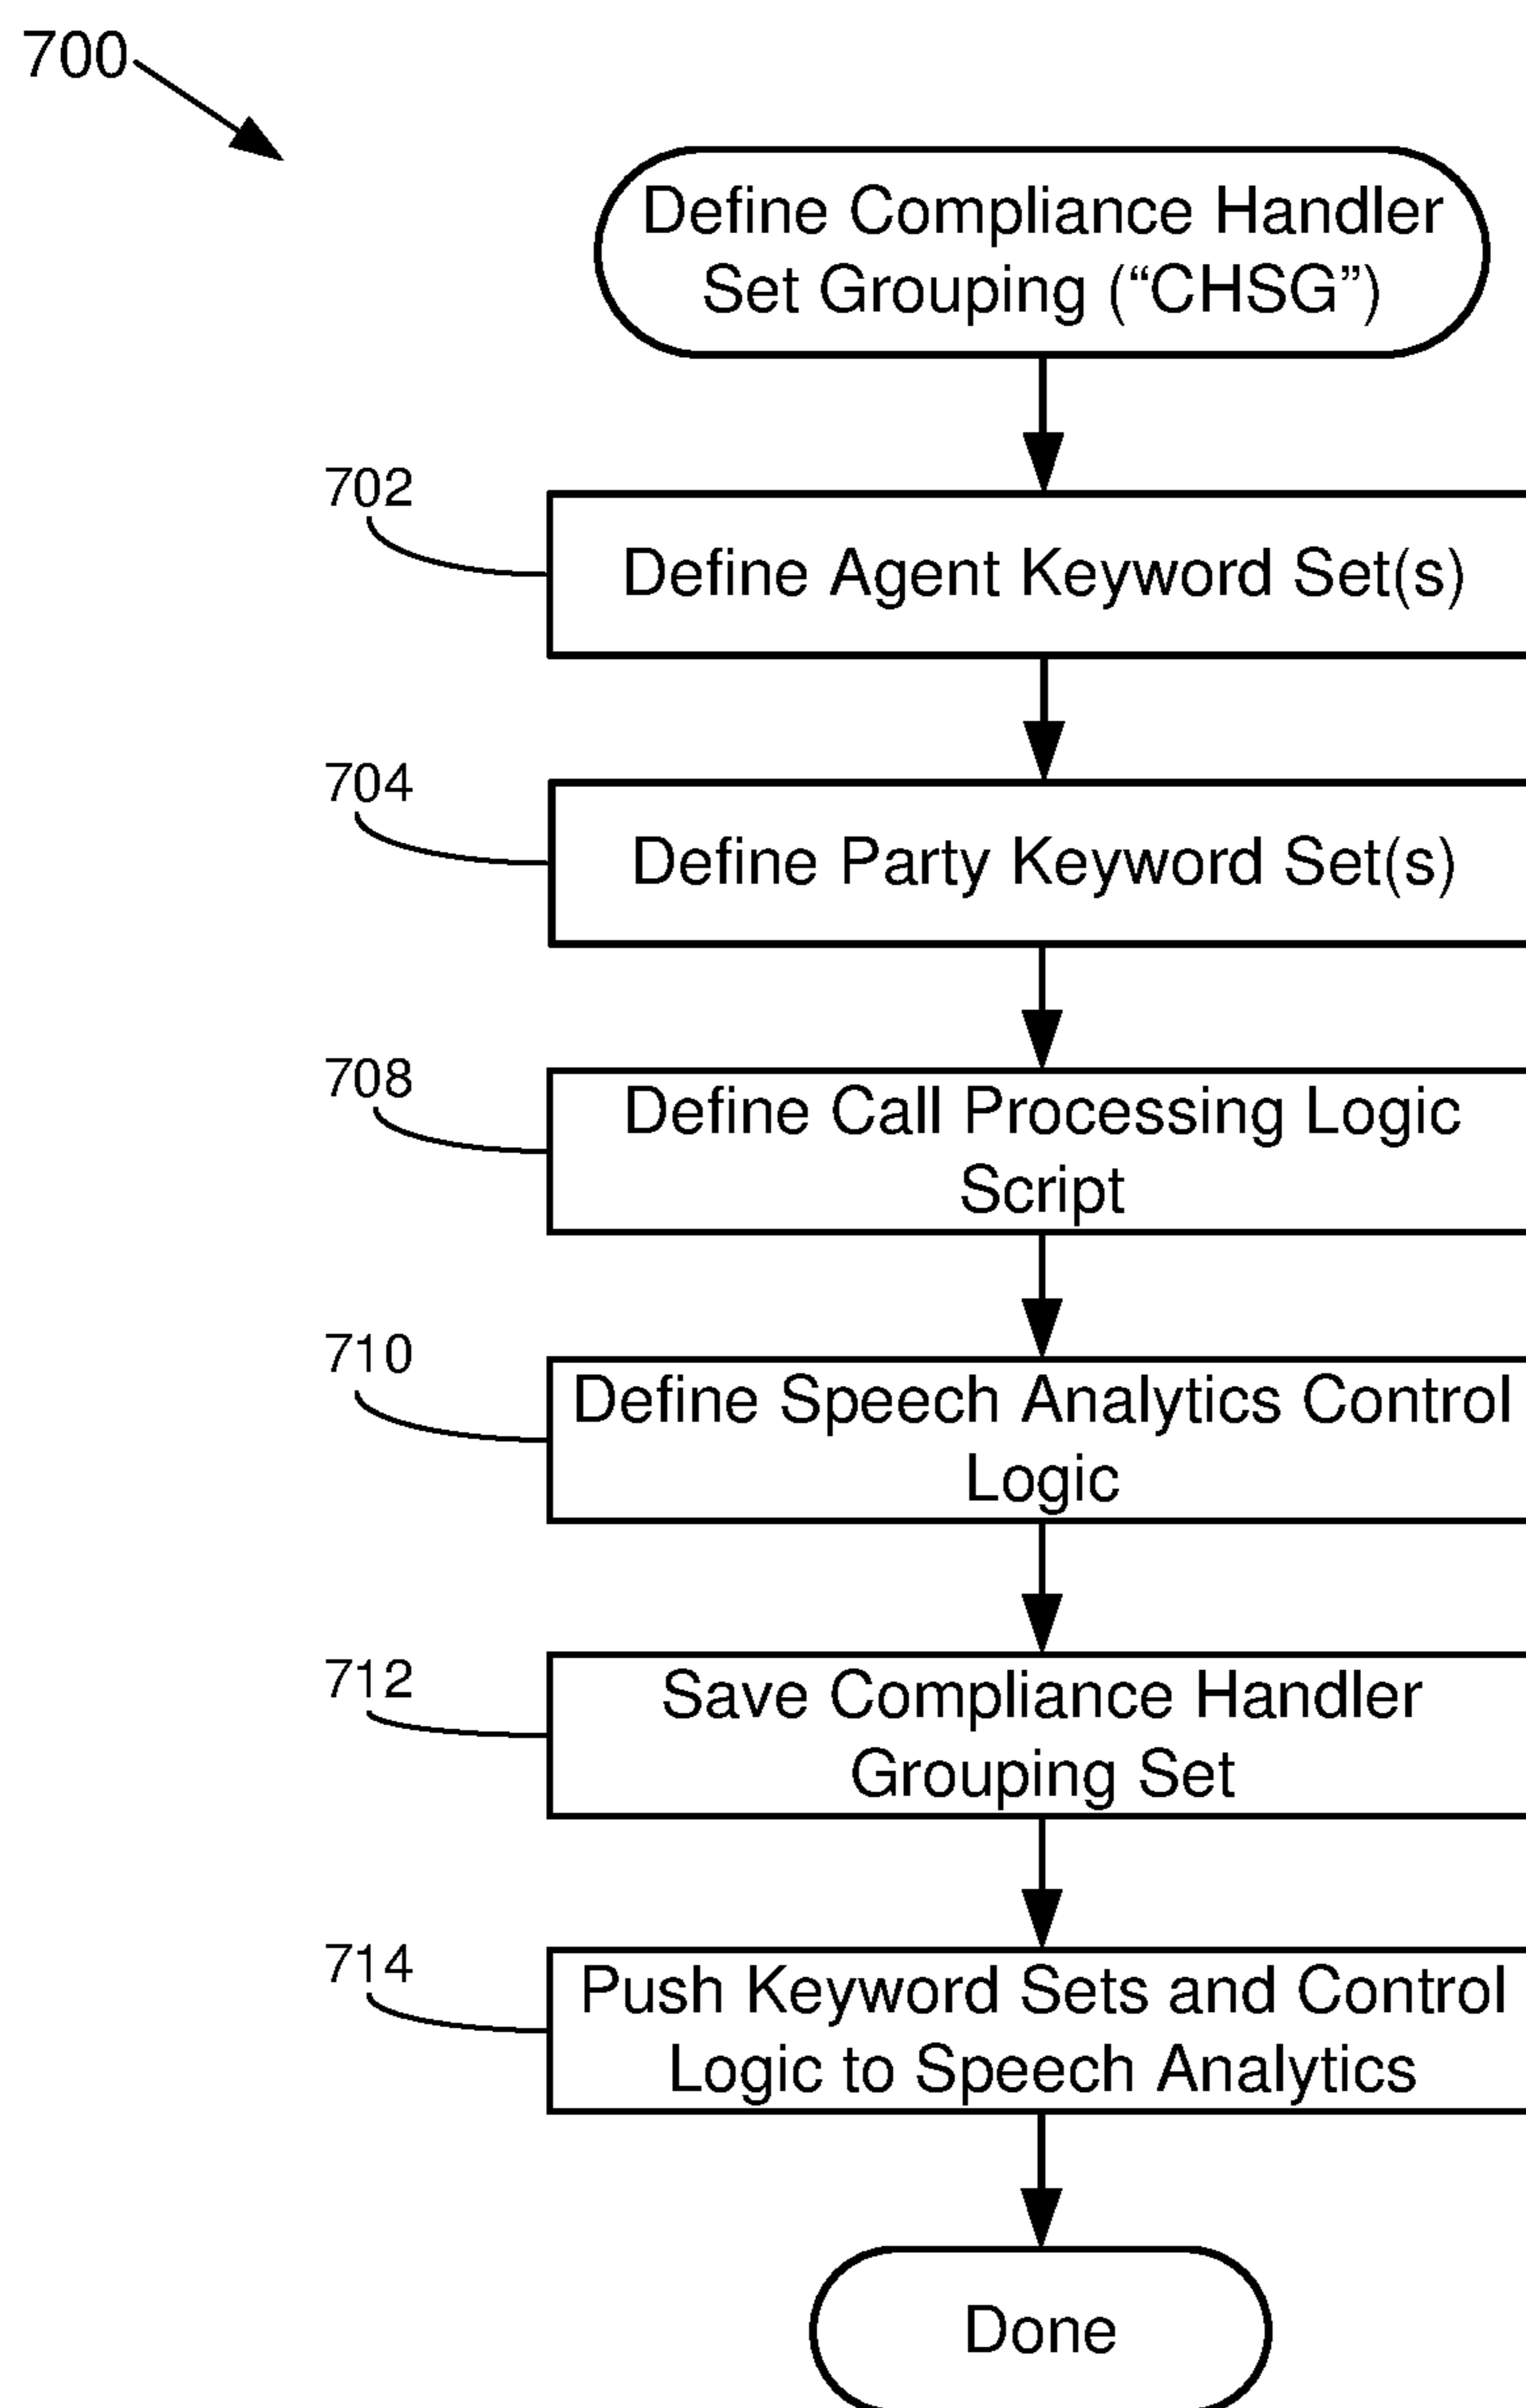 700
Define Compliance Handler
Set Grouping (“CHSG”)
702
Define Agent Keyword Set(s)
704
Define Party Keyword Set(s)
708
Define Call Processing Logic
Script
710
Define Speech Analytics Control
Logic
712
Save Compliance Handler
Grouping Set
714
Push Keyword Sets and Control
Logic to Speech Analytics
Done